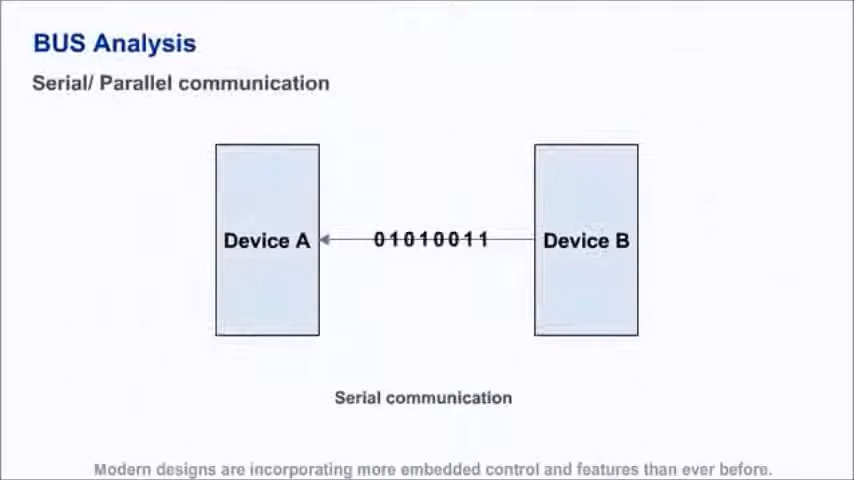 BUS Analysis
Serial/ Parallel communication
Device A
01010011
Device B
Serial communication
Modern designs are incorporating more embedded control and features than ever before.